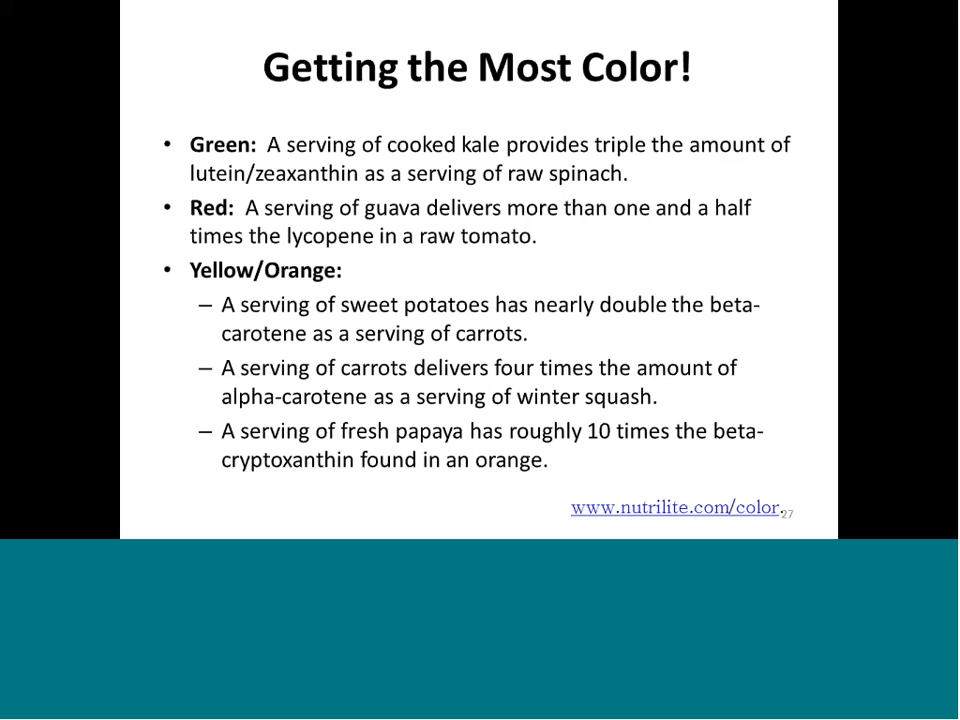 Getting the Most Color!
• Green:  A serving of cooked kale provides triple the amount of
lutein/zeaxanthin as a serving of raw spinach.
• Red:  A serving of guava delivers more than one and a half
times the lycopene in a raw tomato.
• Yellow/Orange:
– A serving of sweet potatoes has nearly double the beta-
carotene as a serving of carrots.
– A serving of carrots delivers four times the amount of
alpha-carotene as a serving of winter squash.
– A serving of fresh papaya has roughly 10 times the beta-
cryptoxanthin found in an orange.
www.nutrilite.com/color.
27